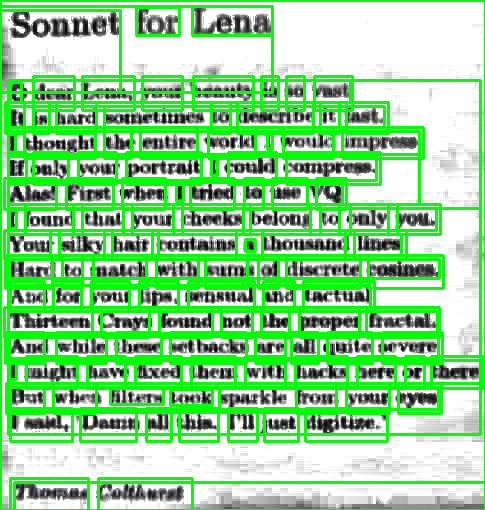 Sonnet for Lena
O dear Lena, your beauty is so vast
It is hard sometimes to describe it fast.
I thought the entire world I would impress
If only your portrait I could compress.
Alas! First when I tried to use VQ
I found that your cheeks belong to only you.
Your silky hair contains a thousand lines
Hard to match with sums of discrete cosines.
And for your lips, sensual and tactual
Thirteen Crays found not the proper fractal.
And while these setbacks are all quite severe
I might have fixed them with hacks here or there
But when filters took sparkle from your eyes
I said, 'Damn all this. I'll just digitize.'
Thomas Colthurst